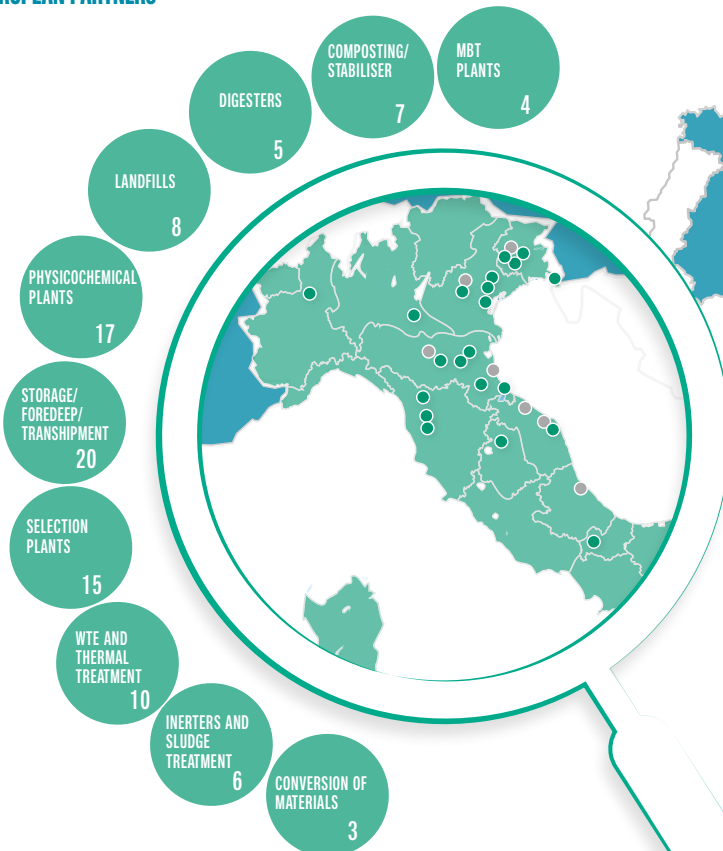 PARTNERS
MBT
PLANTS
4
COMPOSTING/
STABILISER
7
DIGESTERS
5
LANDFILLS
8
PHYSICOCHEMICAL
PLANTS
17
STORAGE/
FOREDEEP/
TRANSHIPMENT
20
SELECTION
PLANTS
15
WTE AND
THERMAL
TREATMENT
10
INERTERS AND
SLUDGE
TREATMENT
6
CONVERSION OF
MATERIALS
3